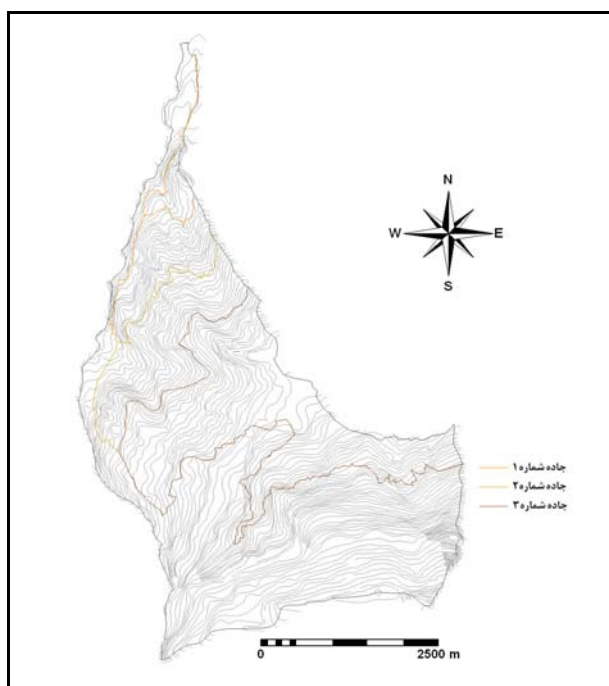 N
W E
S
جاده شماره ۱
جاده شماره ۲
جاده شماره ۳
0 2500 m